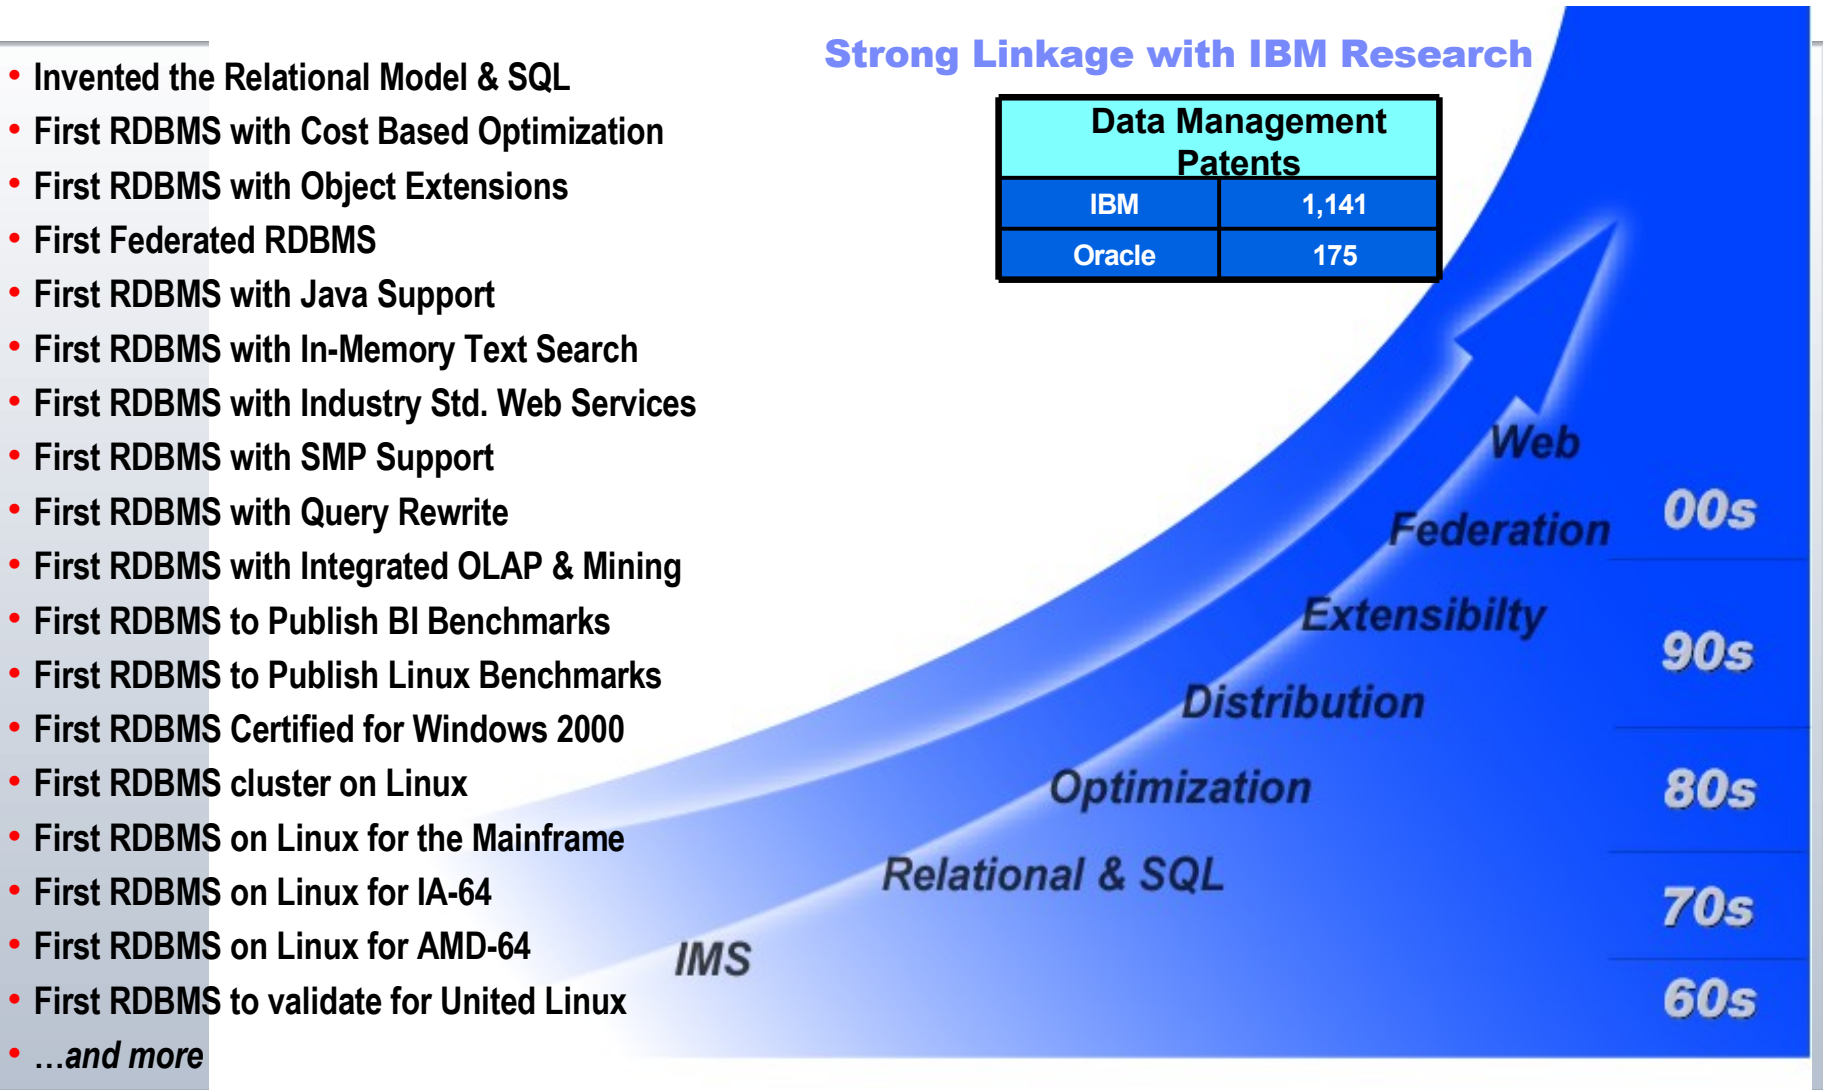 • Invented the Relational Model & SQL
• First RDBMS with Cost Based Optimization
• First RDBMS with Object Extensions
• First Federated RDBMS
• First RDBMS with Java Support
• First RDBMS with In-Memory Text Search
• First RDBMS with Industry Std. Web Services
• First RDBMS with SMP Support
• First RDBMS with Query Rewrite
• First RDBMS with Integrated OLAP & Mining
• First RDBMS to Publish BI Benchmarks
• First RDBMS to Publish Linux Benchmarks
• First RDBMS Certified for Windows 2000
• First RDBMS cluster on Linux
• First RDBMS on Linux for the Mainframe
• First RDBMS on Linux for IA-64
• First RDBMS on Linux for AMD-64
• First RDBMS to validate for United Linux
• ...and more
Strong Linkage with IBM Research
Data Management
Patents
IBM 1,141
Oracle 175
Web
00s
Federation
Extensibilty
90s
Distribution
Optimization
80s
Relational & SQL
70s
IMS
60s